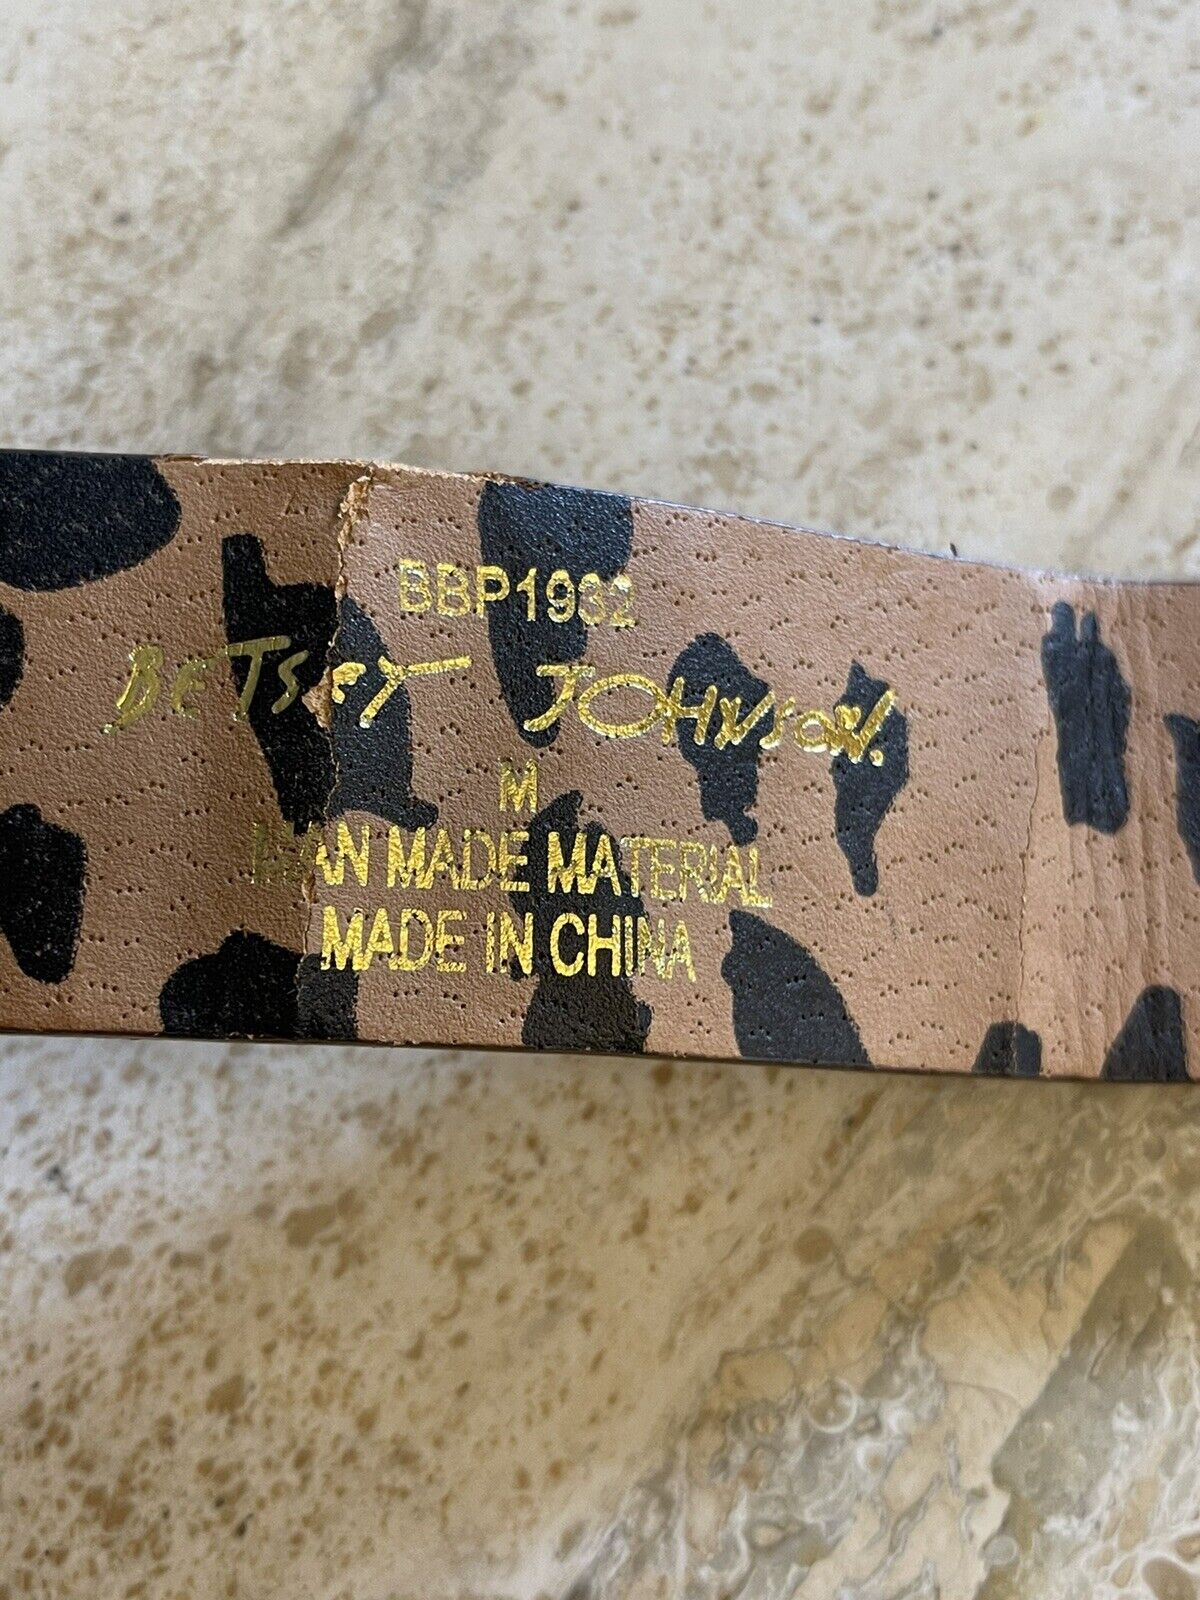 BBP1932
BETSEY JOHNSON.
M
MAN MADE MATERIAL
MADE IN CHINA